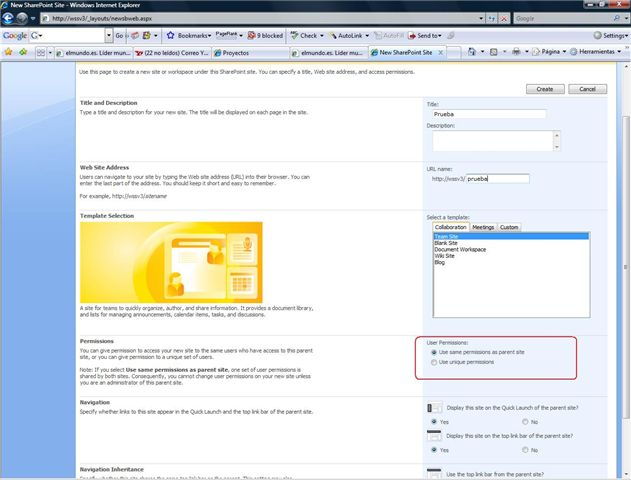 New SharePoint Site - Windows Internet Explorer
http://wssv3/_layouts/newsbweb.aspx
Google
Google
G
Go
Bookmarks
PageRank
Check
AutoLink
AutoFill
Send to
Settings
elmundo.es. Lider mun
(22 no leídos) Correo Y
Proyectos
elmundo.es. Lider mun
New SharePoint Site
Página
Herramientas
Use this page to create a new site or workspace under this SharePoint site. You can specify a title, Web site address, and access permissions.
Create
Cancel
Title and Description
Type a title and description for your new site. The title will be displayed on each page in the site.
Title:
Prueba
Description:
Web Site Address
Users can navigate to your site by typing the Web site address (URL) into their browser. You can
enter the last part of the address. You should keep it short and easy to remember.
For example, http://wssv3/sitename
URL name:
http://wssv3/ prueba
Template Selection
Select a template:
Collaboration
Meetings
Custom
Team Site
Blank Site
Document Workspace
Wiki Site
Blog
A site for teams to quickly organize, author, and share information. It provides a document library,
and lists for managing announcements, calendar items, tasks, and discussions.
Permissions
You can give permission to access your new site to the same users who have access to this parent
site, or you can give permission to a unique set of users.
Note: If you select Use same permissions as parent site, one set of user permissions is
shared by both sites. Consequently, you cannot change user permissions on your new site unless
you are an administrator of this parent site.
User Permissions:
Use same permissions as parent site
Use unique permissions
Navigation
Specify whether links to this site appear in the Quick Launch and the top link bar of the parent site.
Display this site on the Quick Launch of the parent site?
Yes
No
Display this site on the top link bar of the parent site?
Yes
No
Navigation Inheritance
Use the top link bar from the parent site?